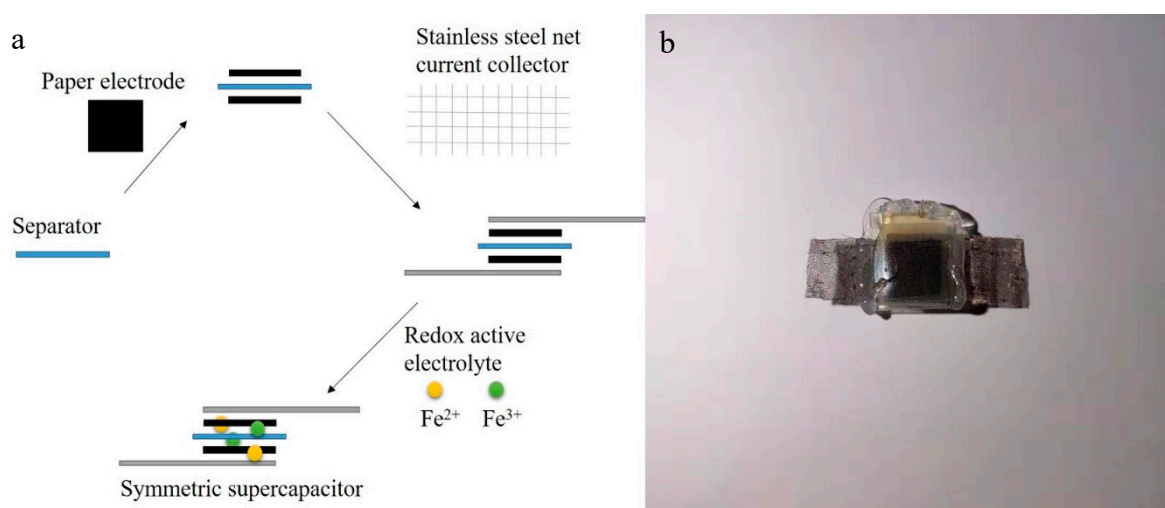 a
Stainless steel net
current collector
Paper electrode
Separator
Redox active
electrolyte
Fe²⁺
Fe³⁺
Symmetric supercapacitor
b